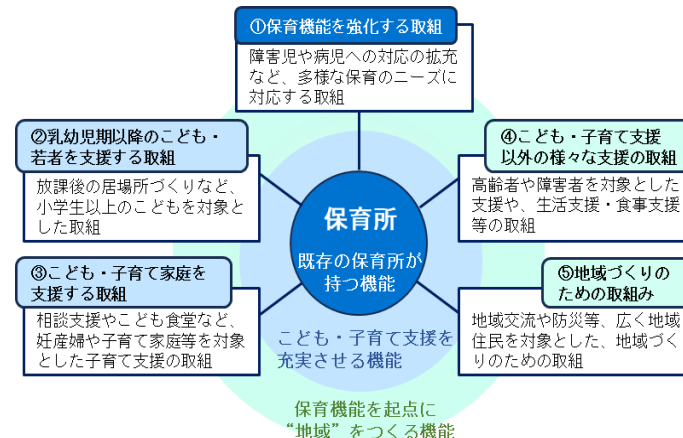 ①保育機能を強化する取組
障害児や病児への対応の拡充
など、多様な保育のニーズに
対応する取組
②乳幼児期以降のこども・
若者を支援する取組
放課後の居場所づくりなど、
小学生以上のこどもを対象と
した取組
③こども・子育て家庭を
支援する取組
相談支援やこども食堂など、
妊産婦や子育て家庭等を対象
とした子育て支援の取組
保育所
既存の保育所が
持つ機能
④こども・子育て支援
以外の様々な支援の取組
高齢者や障害者を対象とした
支援や、生活支援・食事支援
等の取組
⑤地域づくりの
ための取組み
地域交流や防災等、広く地域
住民を対象とした、地域づく
りのための取組
こども・子育て支援を
充実させる機能
保育機能を起点に
“地域”をつくる機能